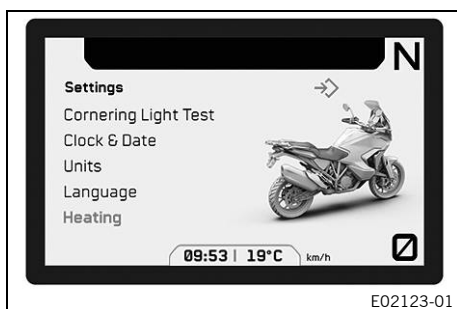 N
Settings
Cornering Light Test
Clock & Date
Units
Language
Heating
09:53 | 19°C km/h
E02123-01